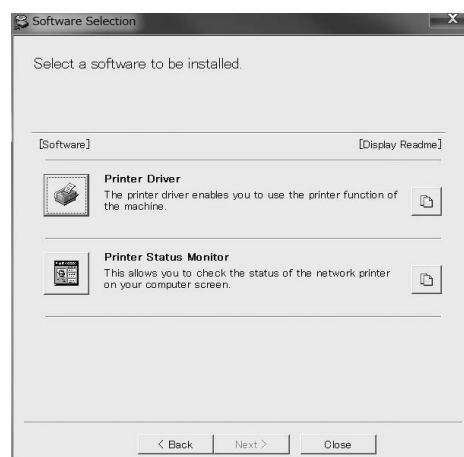 Software Selection
Select a software to be installed.
[Software] [Display Readme]
Printer Driver
The printer driver enables you to use the printer function of
the machine.
Printer Status Monitor
This allows you to check the status of the network printer
on your computer screen.
< Back Next > Close